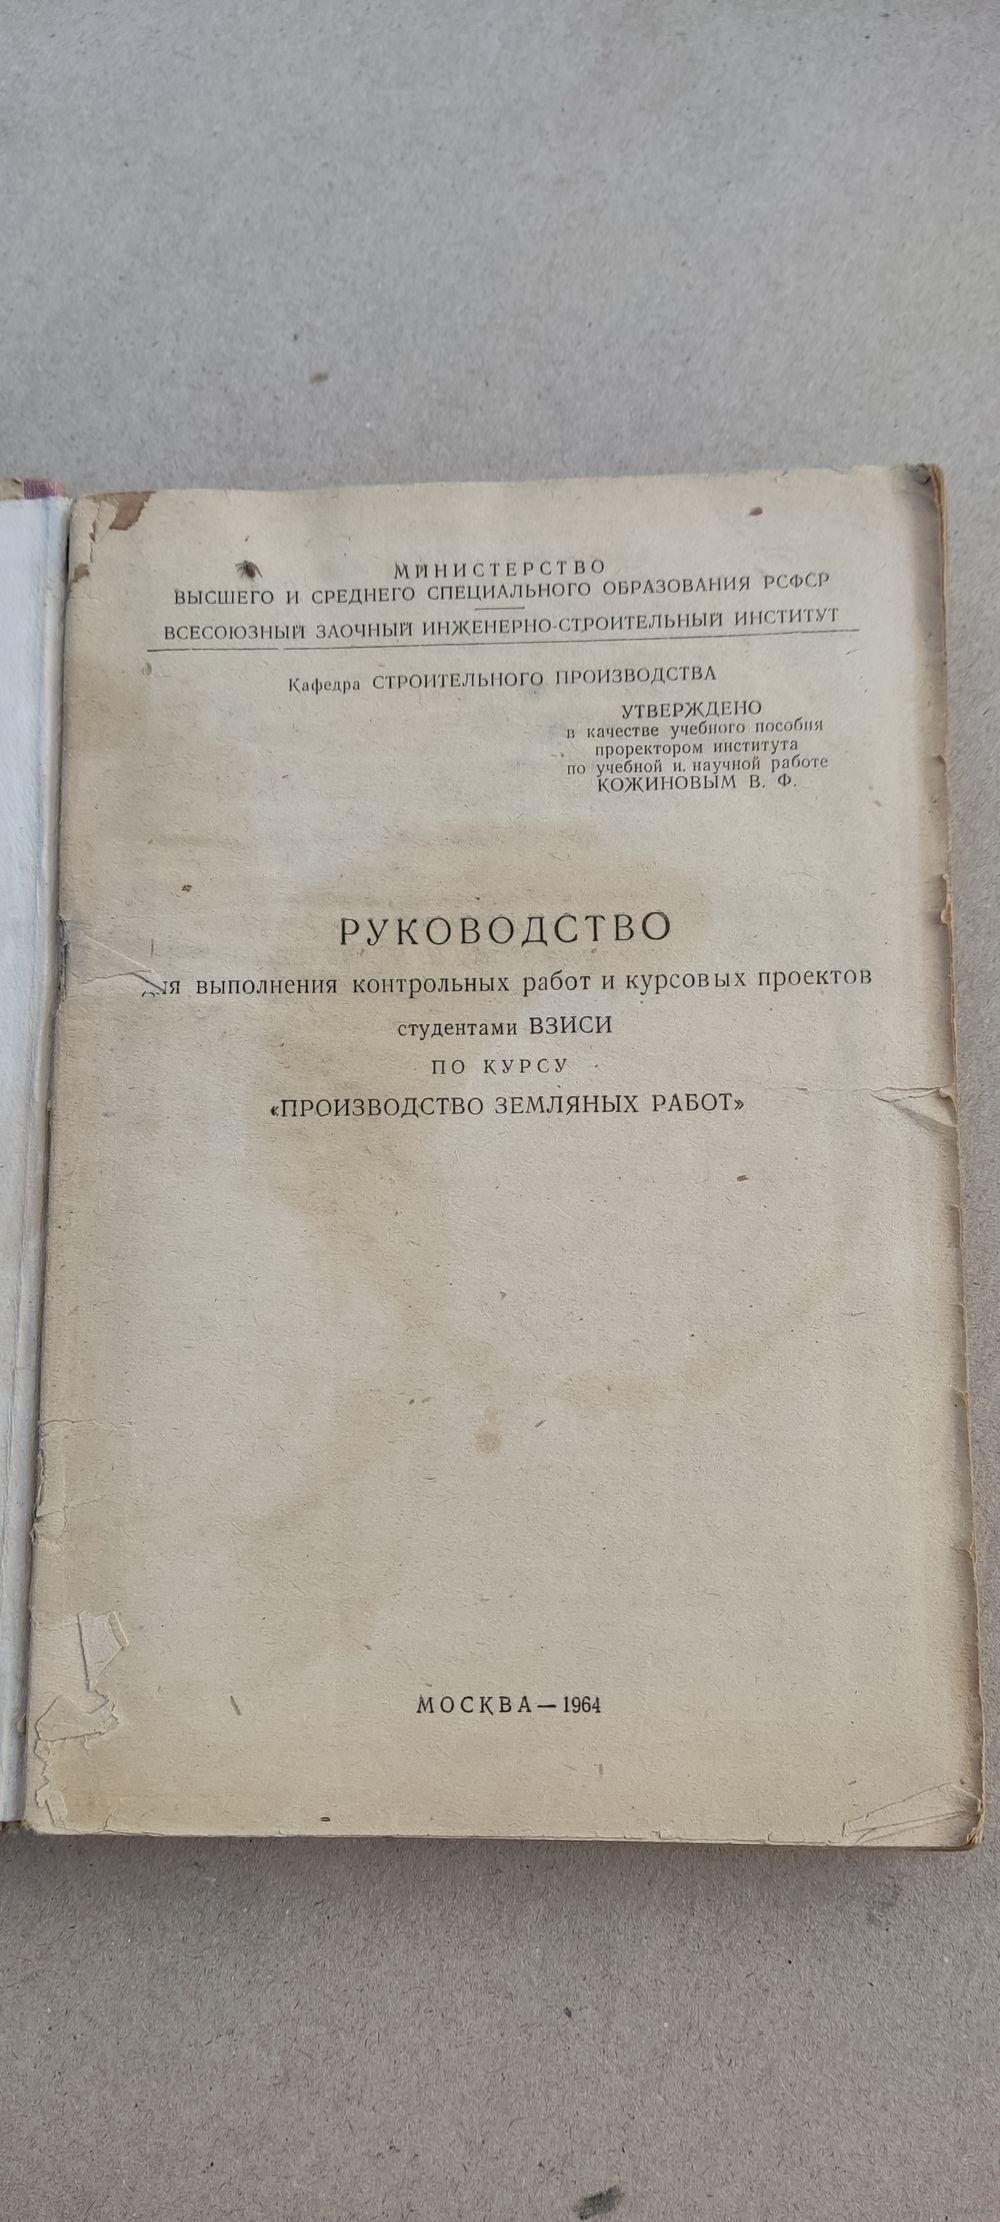 МИНИСТЕРСТВО
ВЫСШЕГО И СРЕДНЕГО СПЕЦИАЛЬНОГО ОБРАЗОВАНИЯ РСФСР
ВСЕСОЮЗНЫЙ ЗАОЧНЫЙ ИНЖЕНЕРНО-СТРОИТЕЛЬНЫЙ ИНСТИТУТ
Кафедра СТРОИТЕЛЬНОГО ПРОИЗВОДСТВА
УТВЕРЖДЕНО
в качестве учебного пособия
проректором института
по учебной и научной работе
КОЖИНОВЫМ В. Ф.
РУКОВОДСТВО
для выполнения контрольных работ и курсовых проектов
студентами ВЗИСИ
ПО КУРСУ
«ПРОИЗВОДСТВО ЗЕМЛЯНЫХ РАБОТ»
МОСКВА — 1964